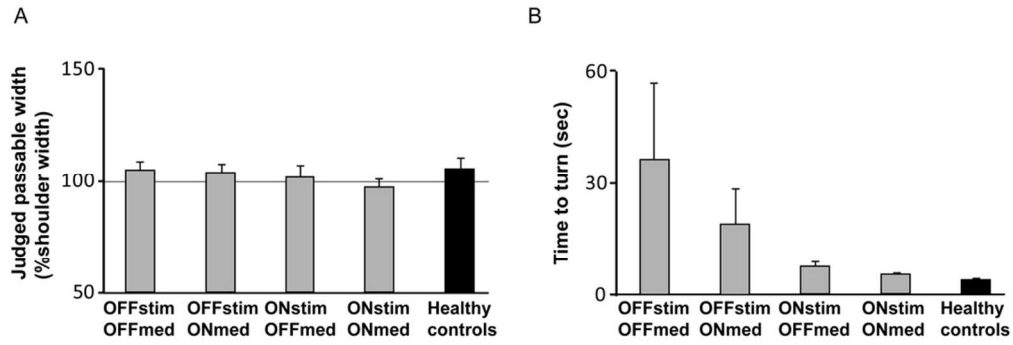 A
Judged passable width
(%shoulder width)
150
100
50
OFFstim OFFstim ONstim ONstim Healthy
OFFmed ONmed OFFmed ONmed controls
B
Time to turn (sec)
60
30
0
OFFstim OFFstim ONstim ONstim Healthy
OFFmed ONmed OFFmed ONmed controls